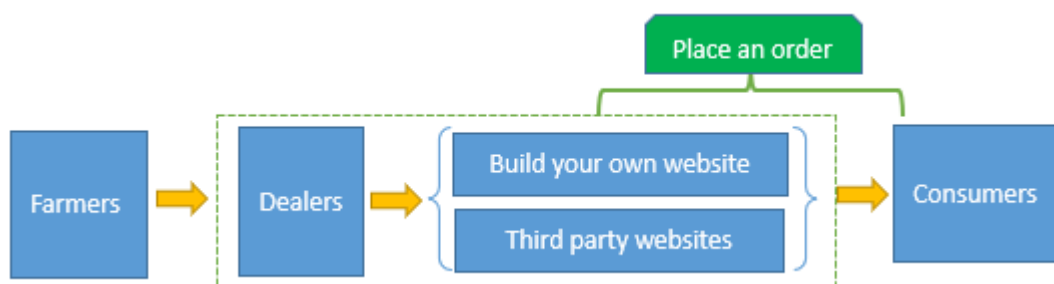 Place an order
Farmers
Dealers
Build your own website
Third party websites
Consumers